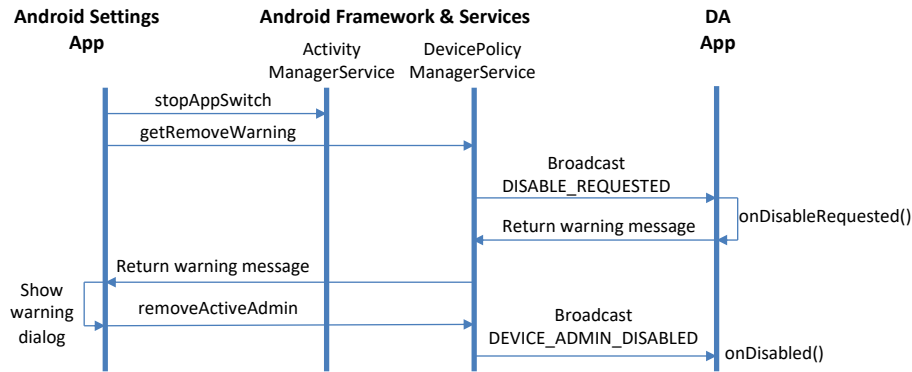 Android Settings
App
Android Framework & Services
DA
App
Activity
ManagerService
DevicePolicy
ManagerService
stopAppSwitch
getRemoveWarning
Broadcast
DISABLE_REQUESTED
onDisableRequested()
Return warning message
Return warning message
Show
warning
dialog
removeActiveAdmin
Broadcast
DEVICE_ADMIN_DISABLED
onDisabled()